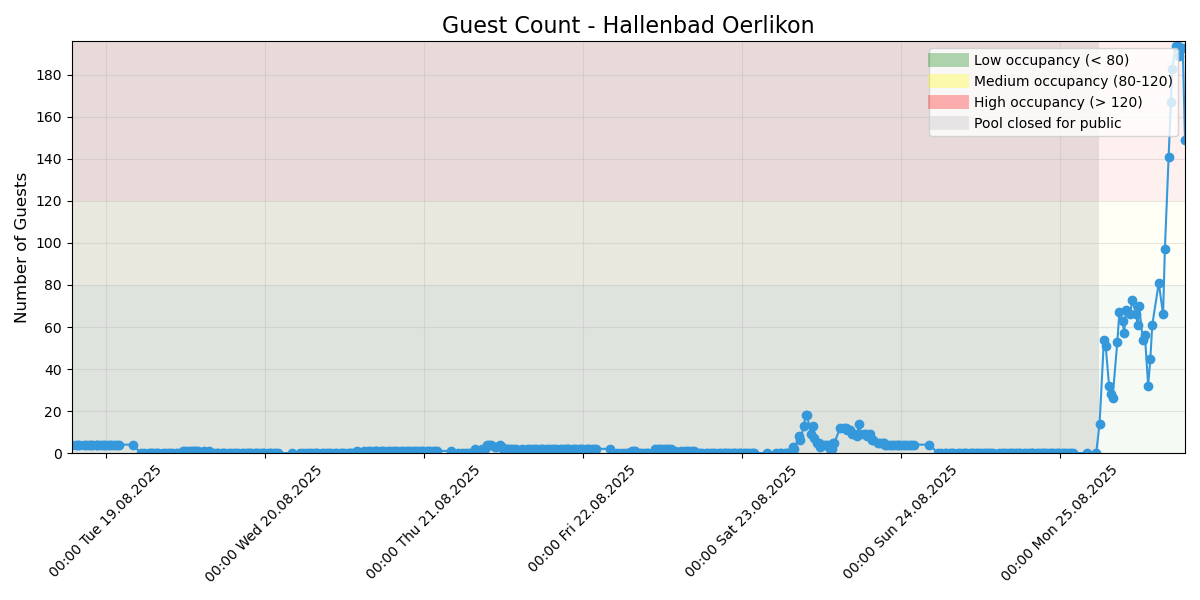 Guest Count - Hallenbad Oerlikon
Low occupancy (< 80)
Medium occupancy (80-120)
High occupancy (> 120)
Pool closed for public
Number of Guests
180
160
140
120
100
80
60
40
20
0
00:00 Tue 19.08.2025
00:00 Wed 20.08.2025
00:00 Thu 21.08.2025
00:00 Fri 22.08.2025
00:00 Sat 23.08.2025
00:00 Sun 24.08.2025
00:00 Mon 25.08.2025